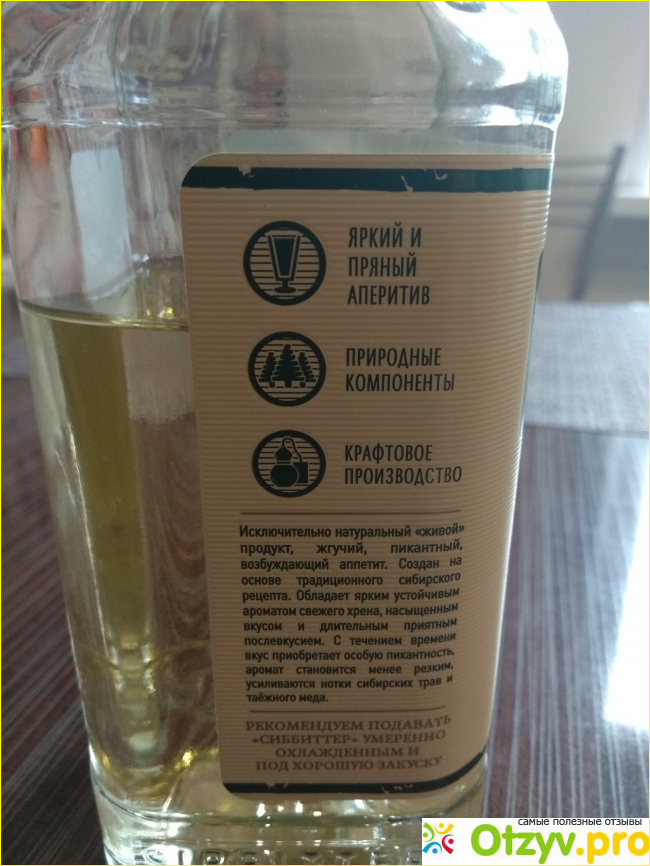 ЯРКИЙ И
ПРЯНЫЙ
АПЕРИТИВ
ПРИРОДНЫЕ
КОМПОНЕНТЫ
КРАФТОВОЕ
ПРОИЗВОДСТВО
Исключительно натуральный «живой»
продукт, жгучий, пикантный,
возбуждающий аппетит. Создан на
основе традиционного сибирского
рецепта. Обладает ярким устойчивым
ароматом свежего хрена, насыщенным
вкусом и длительным приятным
послевкусием. С течением времени
вкус приобретает особую пикантность,
аромат становится менее резким,
усиливаются нотки сибирских трав и
таёжного меда.
РЕКОМЕНДУЕМ ПОДАВАТЬ
«СИББИТТЕР» УМЕРЕННО
ОХЛАЖДЕННЫМ И
ПОД ХОРОШУЮ ЗАКУСКУ
самые полезные отзывы
Otzyv.pro